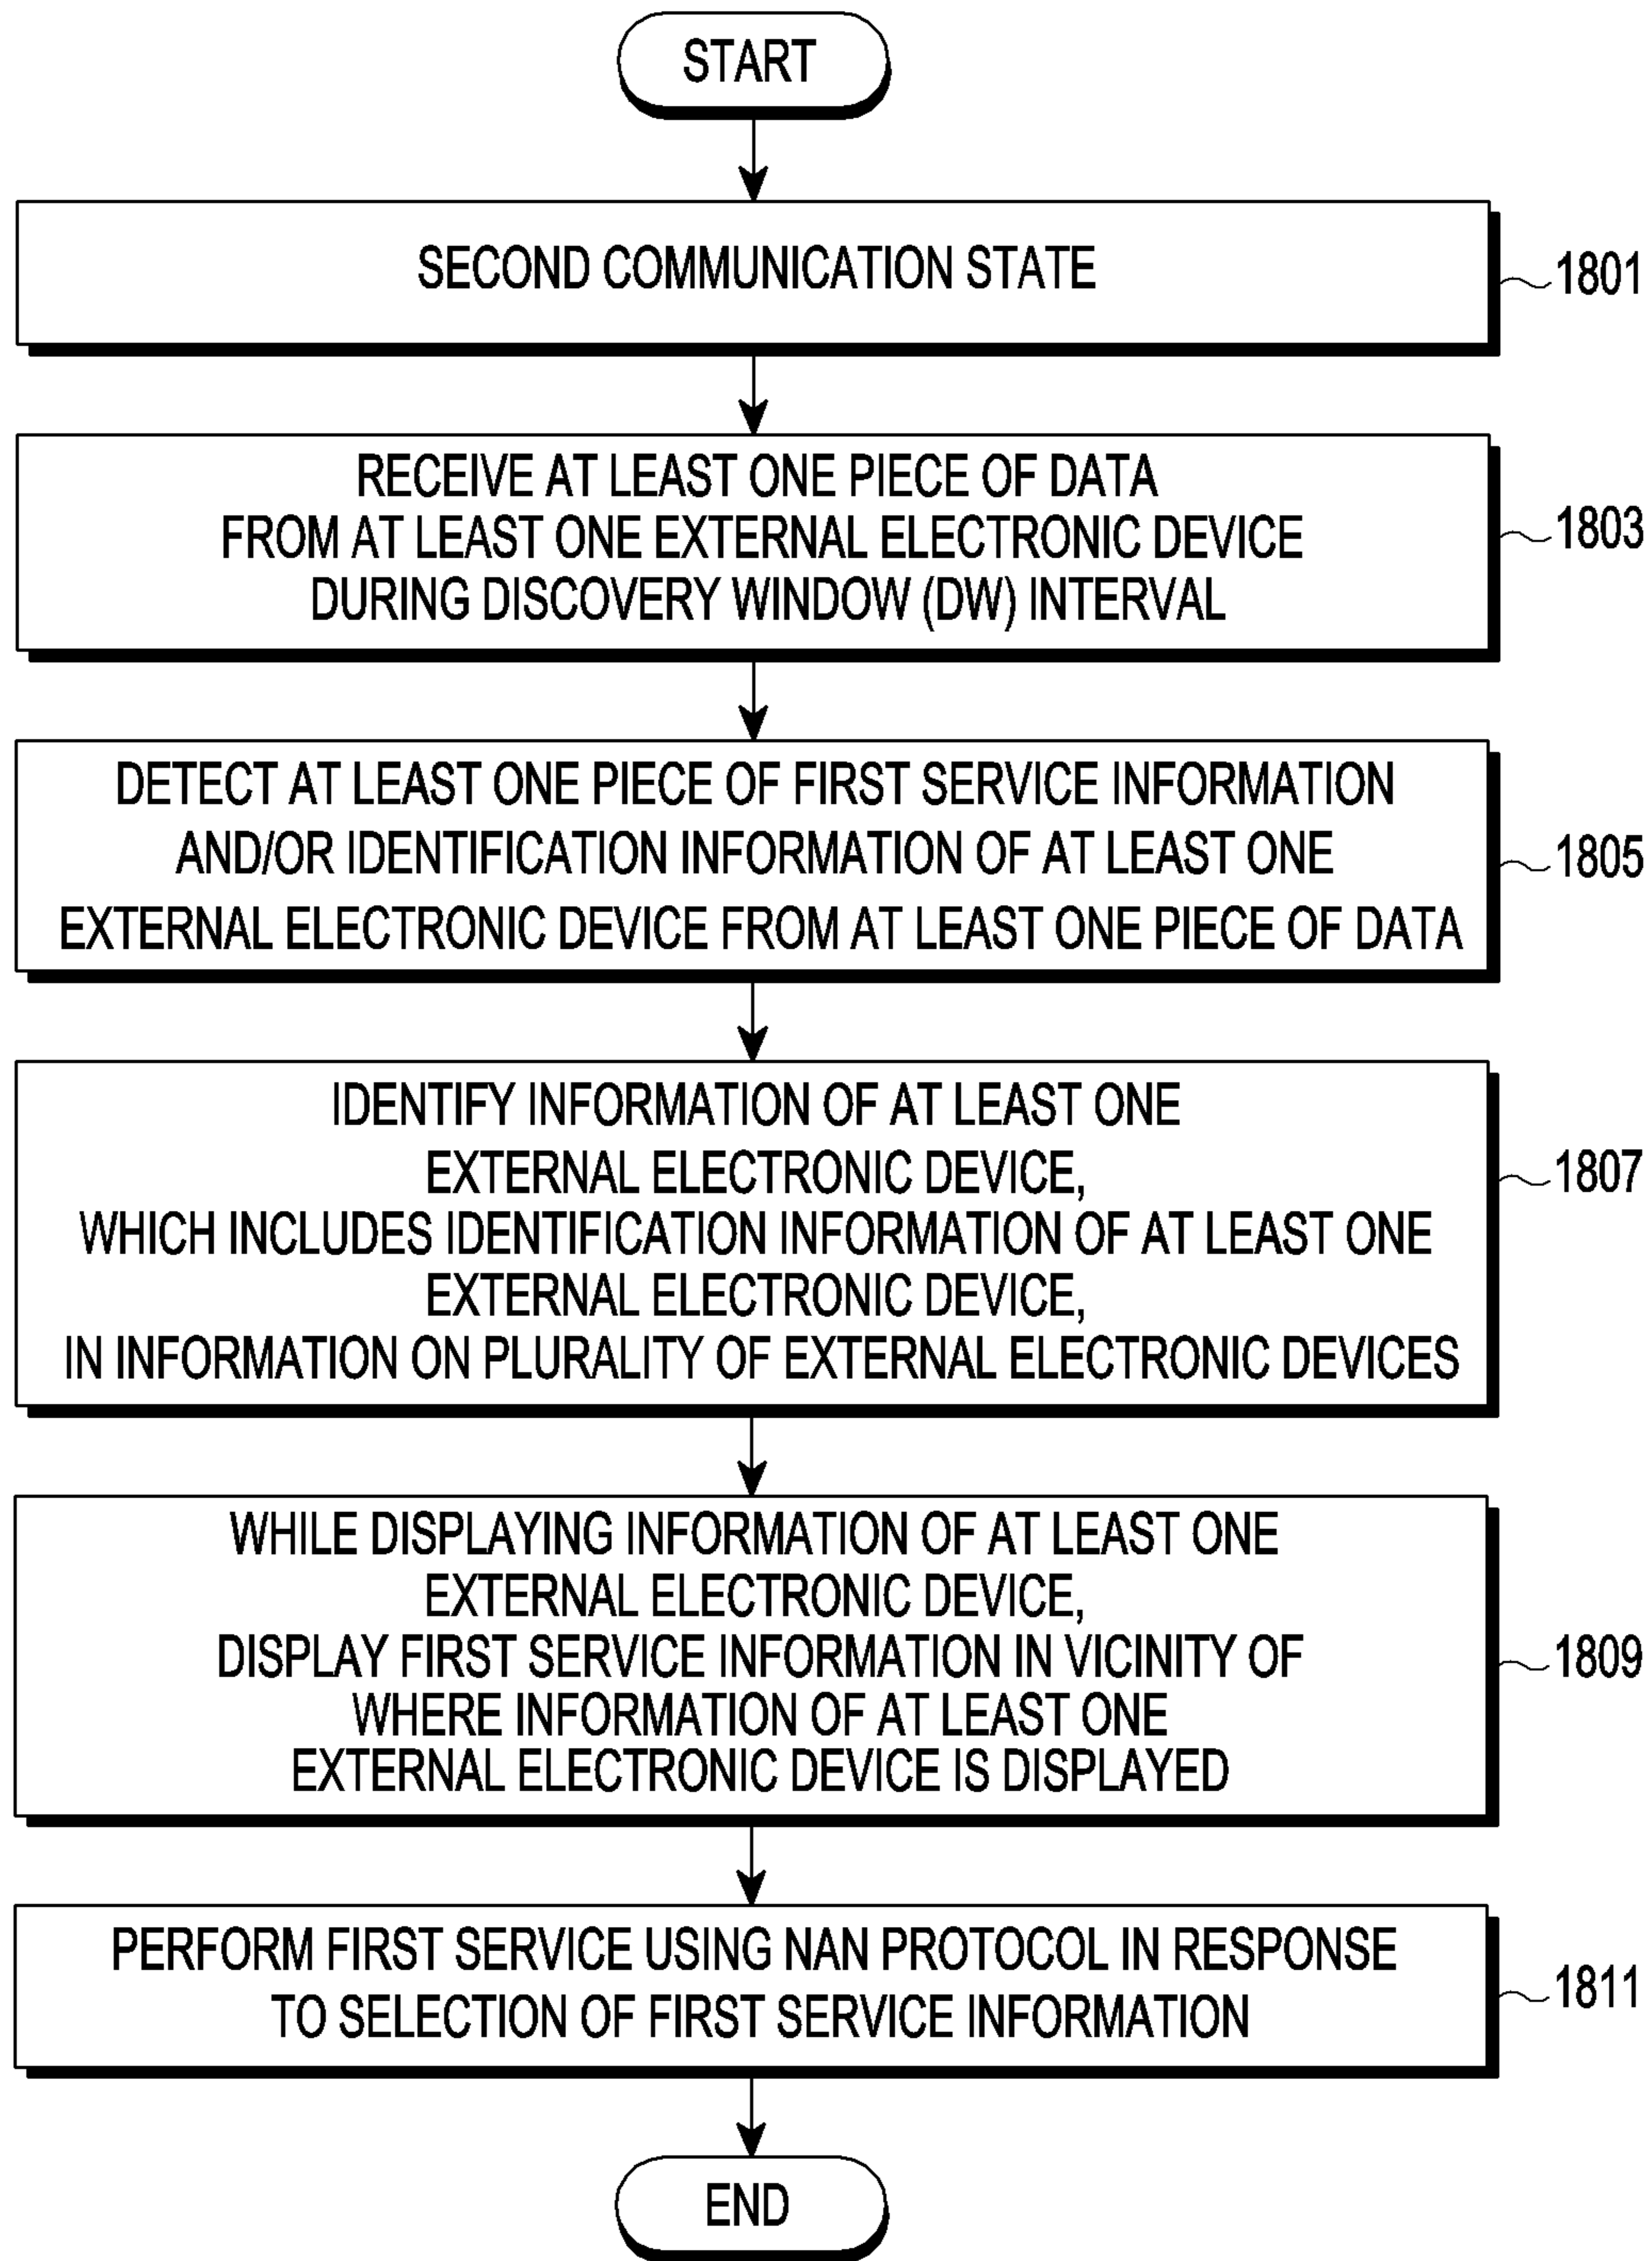 START
SECOND COMMUNICATION STATE
1801
RECEIVE AT LEAST ONE PIECE OF DATA
FROM AT LEAST ONE EXTERNAL ELECTRONIC DEVICE
DURING DISCOVERY WINDOW (DW) INTERVAL
1803
DETECT AT LEAST ONE PIECE OF FIRST SERVICE INFORMATION
AND/OR IDENTIFICATION INFORMATION OF AT LEAST ONE
EXTERNAL ELECTRONIC DEVICE FROM AT LEAST ONE PIECE OF DATA
1805
IDENTIFY INFORMATION OF AT LEAST ONE
EXTERNAL ELECTRONIC DEVICE,
WHICH INCLUDES IDENTIFICATION INFORMATION OF AT LEAST ONE
EXTERNAL ELECTRONIC DEVICE,
IN INFORMATION ON PLURALITY OF EXTERNAL ELECTRONIC DEVICES
1807
WHILE DISPLAYING INFORMATION OF AT LEAST ONE
EXTERNAL ELECTRONIC DEVICE,
DISPLAY FIRST SERVICE INFORMATION IN VICINITY OF
WHERE INFORMATION OF AT LEAST ONE
EXTERNAL ELECTRONIC DEVICE IS DISPLAYED
1809
PERFORM FIRST SERVICE USING NAN PROTOCOL IN RESPONSE
TO SELECTION OF FIRST SERVICE INFORMATION
1811
END